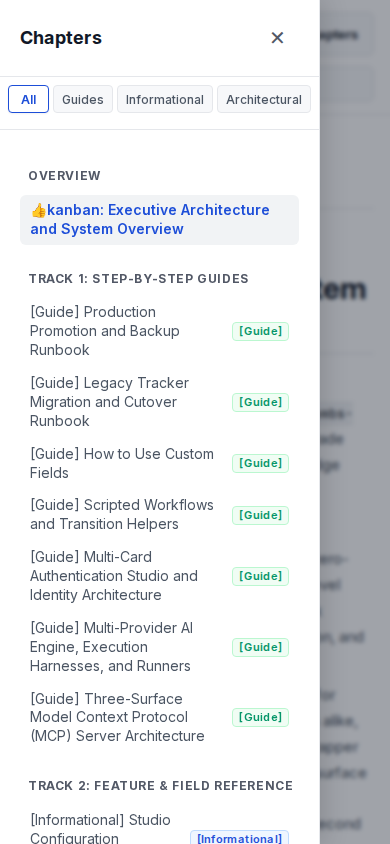 Chapters
✕
All
Guides
Informational
Architectural
OVERVIEW
👍kanban: Executive Architecture
and System Overview
TRACK 1: STEP-BY-STEP GUIDES
[Guide] Production
Promotion and Backup
Runbook
[Guide]
[Guide] Legacy Tracker
Migration and Cutover
Runbook
[Guide]
[Guide] How to Use Custom
Fields
[Guide]
[Guide] Scripted Workflows
and Transition Helpers
[Guide]
[Guide] Multi-Card
Authentication Studio and
Identity Architecture
[Guide]
[Guide] Multi-Provider AI
Engine, Execution
Harnesses, and Runners
[Guide]
[Guide] Three-Surface
Model Context Protocol
(MCP) Server Architecture
[Guide]
TRACK 2: FEATURE & FIELD REFERENCE
[Informational] Studio
Configuration
[Informational]